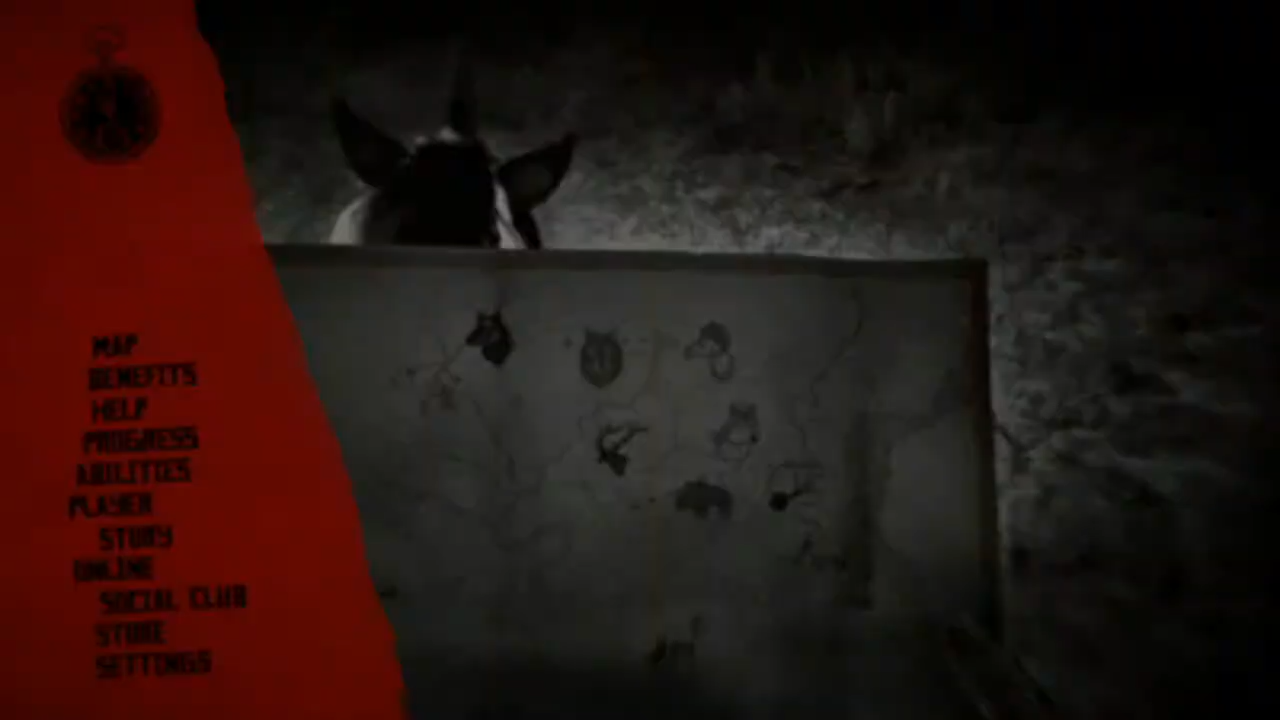 MAP
BENEFITS
HELP
PROGRESS
ABILITIES
PLAYER
STORY
ONLINE
SOCIAL CLUB
STORE
SETTINGS